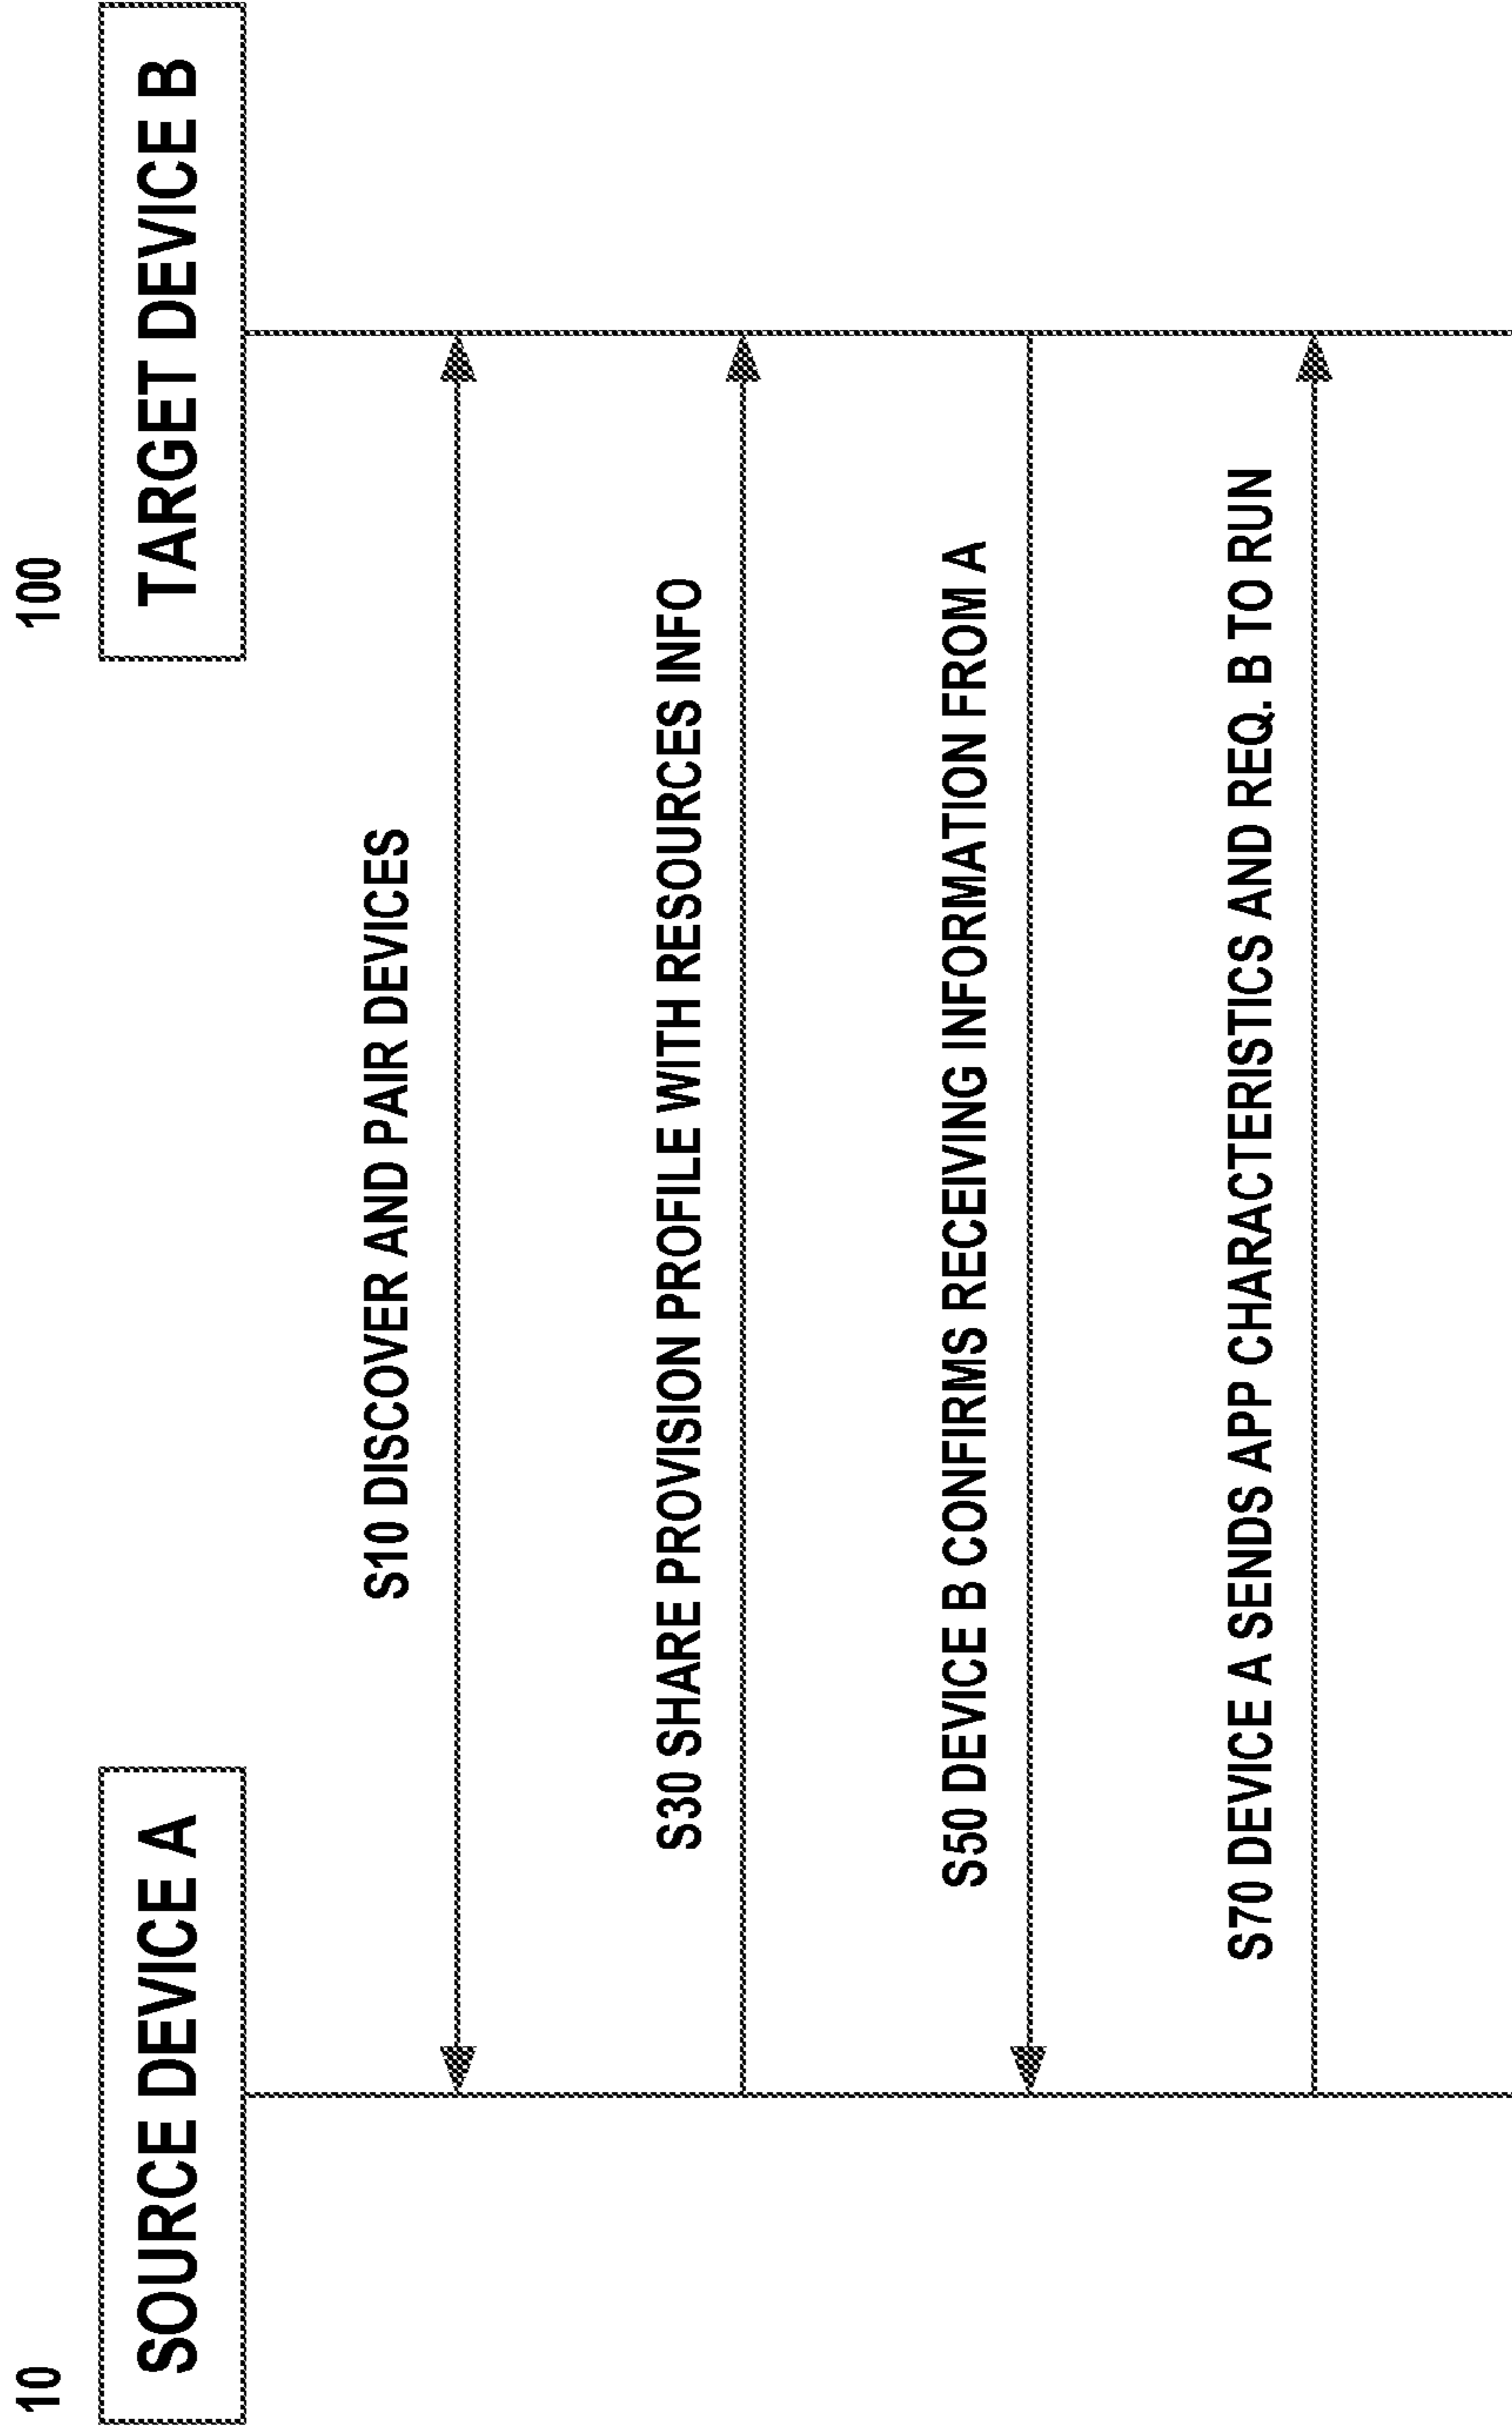 10
100
SOURCE DEVICE A
TARGET DEVICE B
S10 DISCOVER AND PAIR DEVICES
S30 SHARE PROVISION PROFILE WITH RESOURCES INFO
S50 DEVICE B CONFIRMS RECEIVING INFORMATION FROM A
S70 DEVICE A SENDS APP CHARACTERISTICS AND REQ. B TO RUN